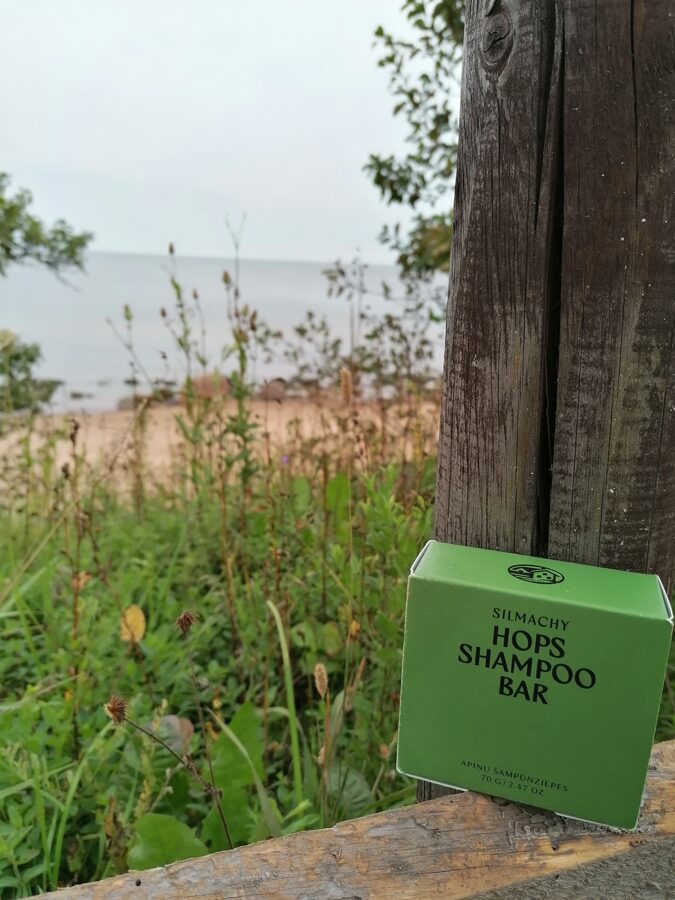 SILMACHY
HOPS
SHAMPOO
BAR
APIŅU ŠAMPŪNZIEPES
70 G / 2.47 OZ